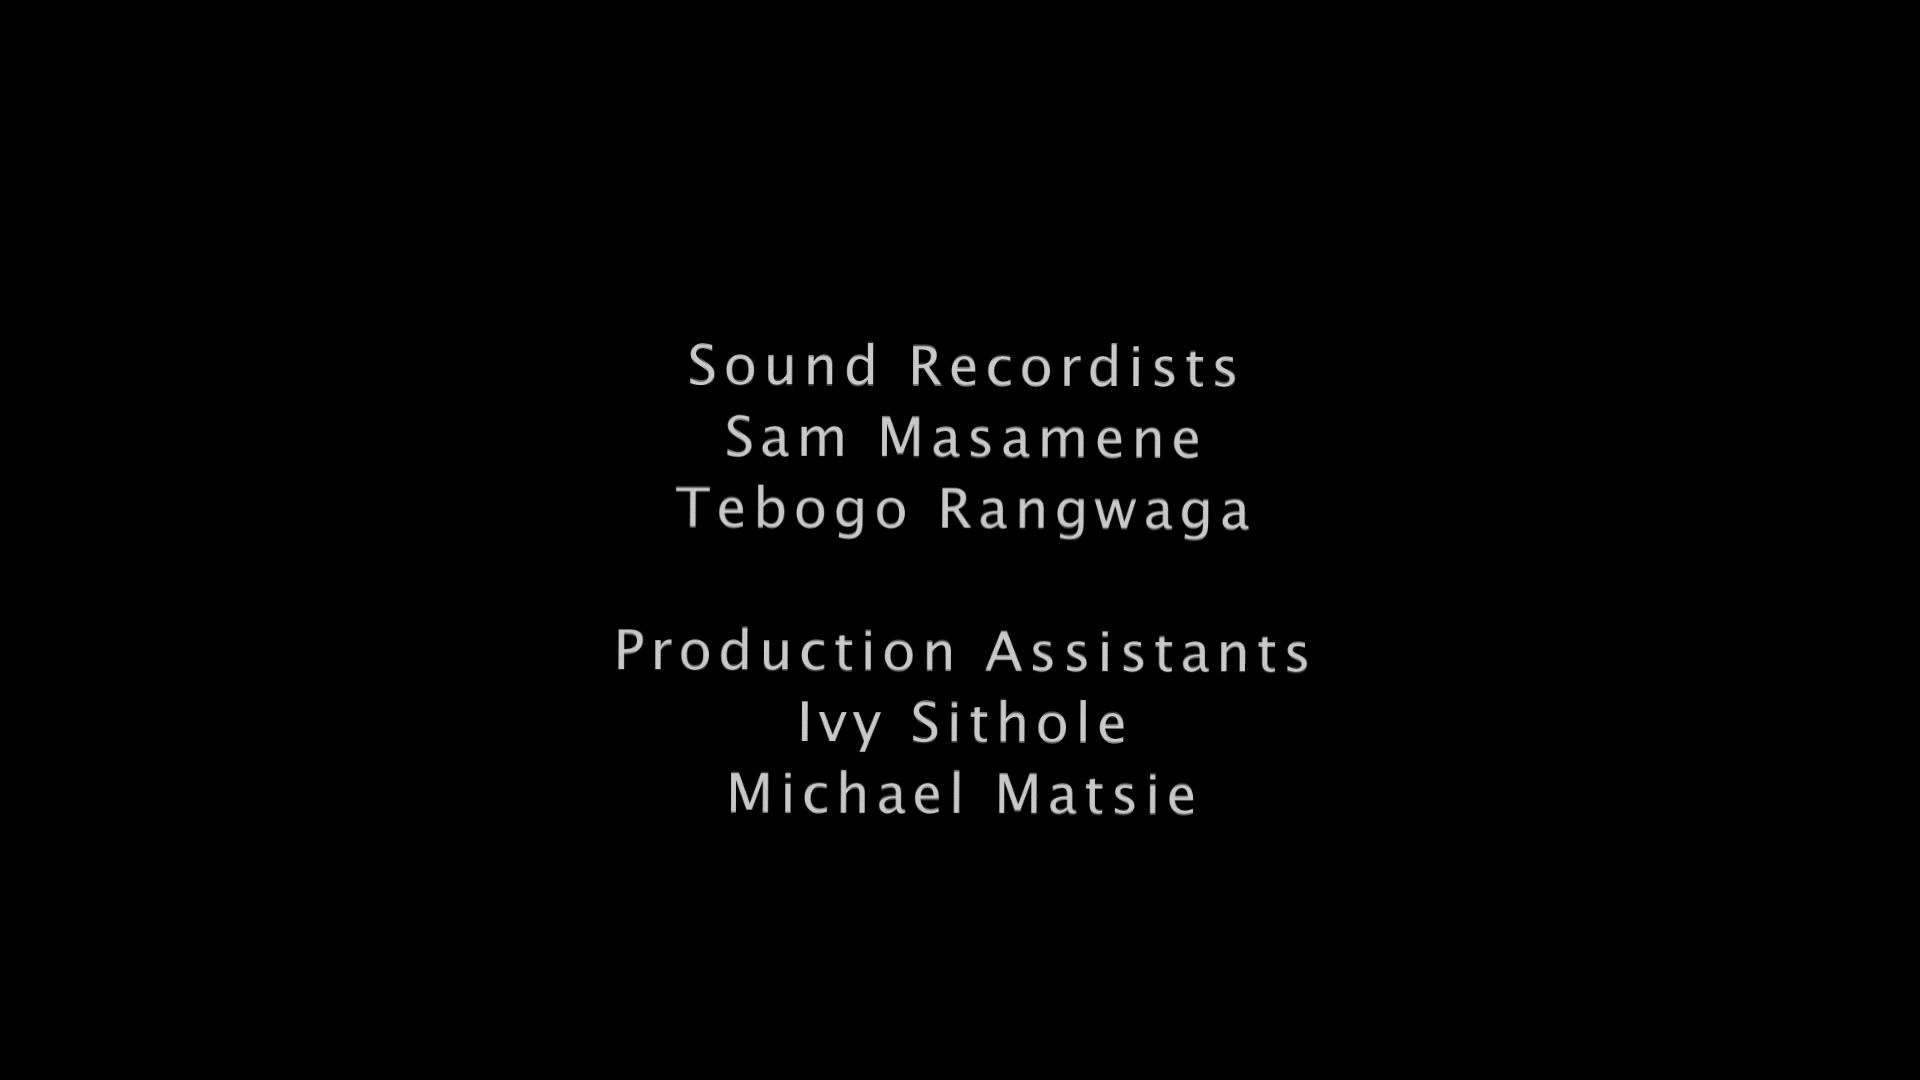 Sound Recordists
Sam Masamene
Tebogo Rangwaga
Production Assistants
Ivy Sithole
Michael Matsie